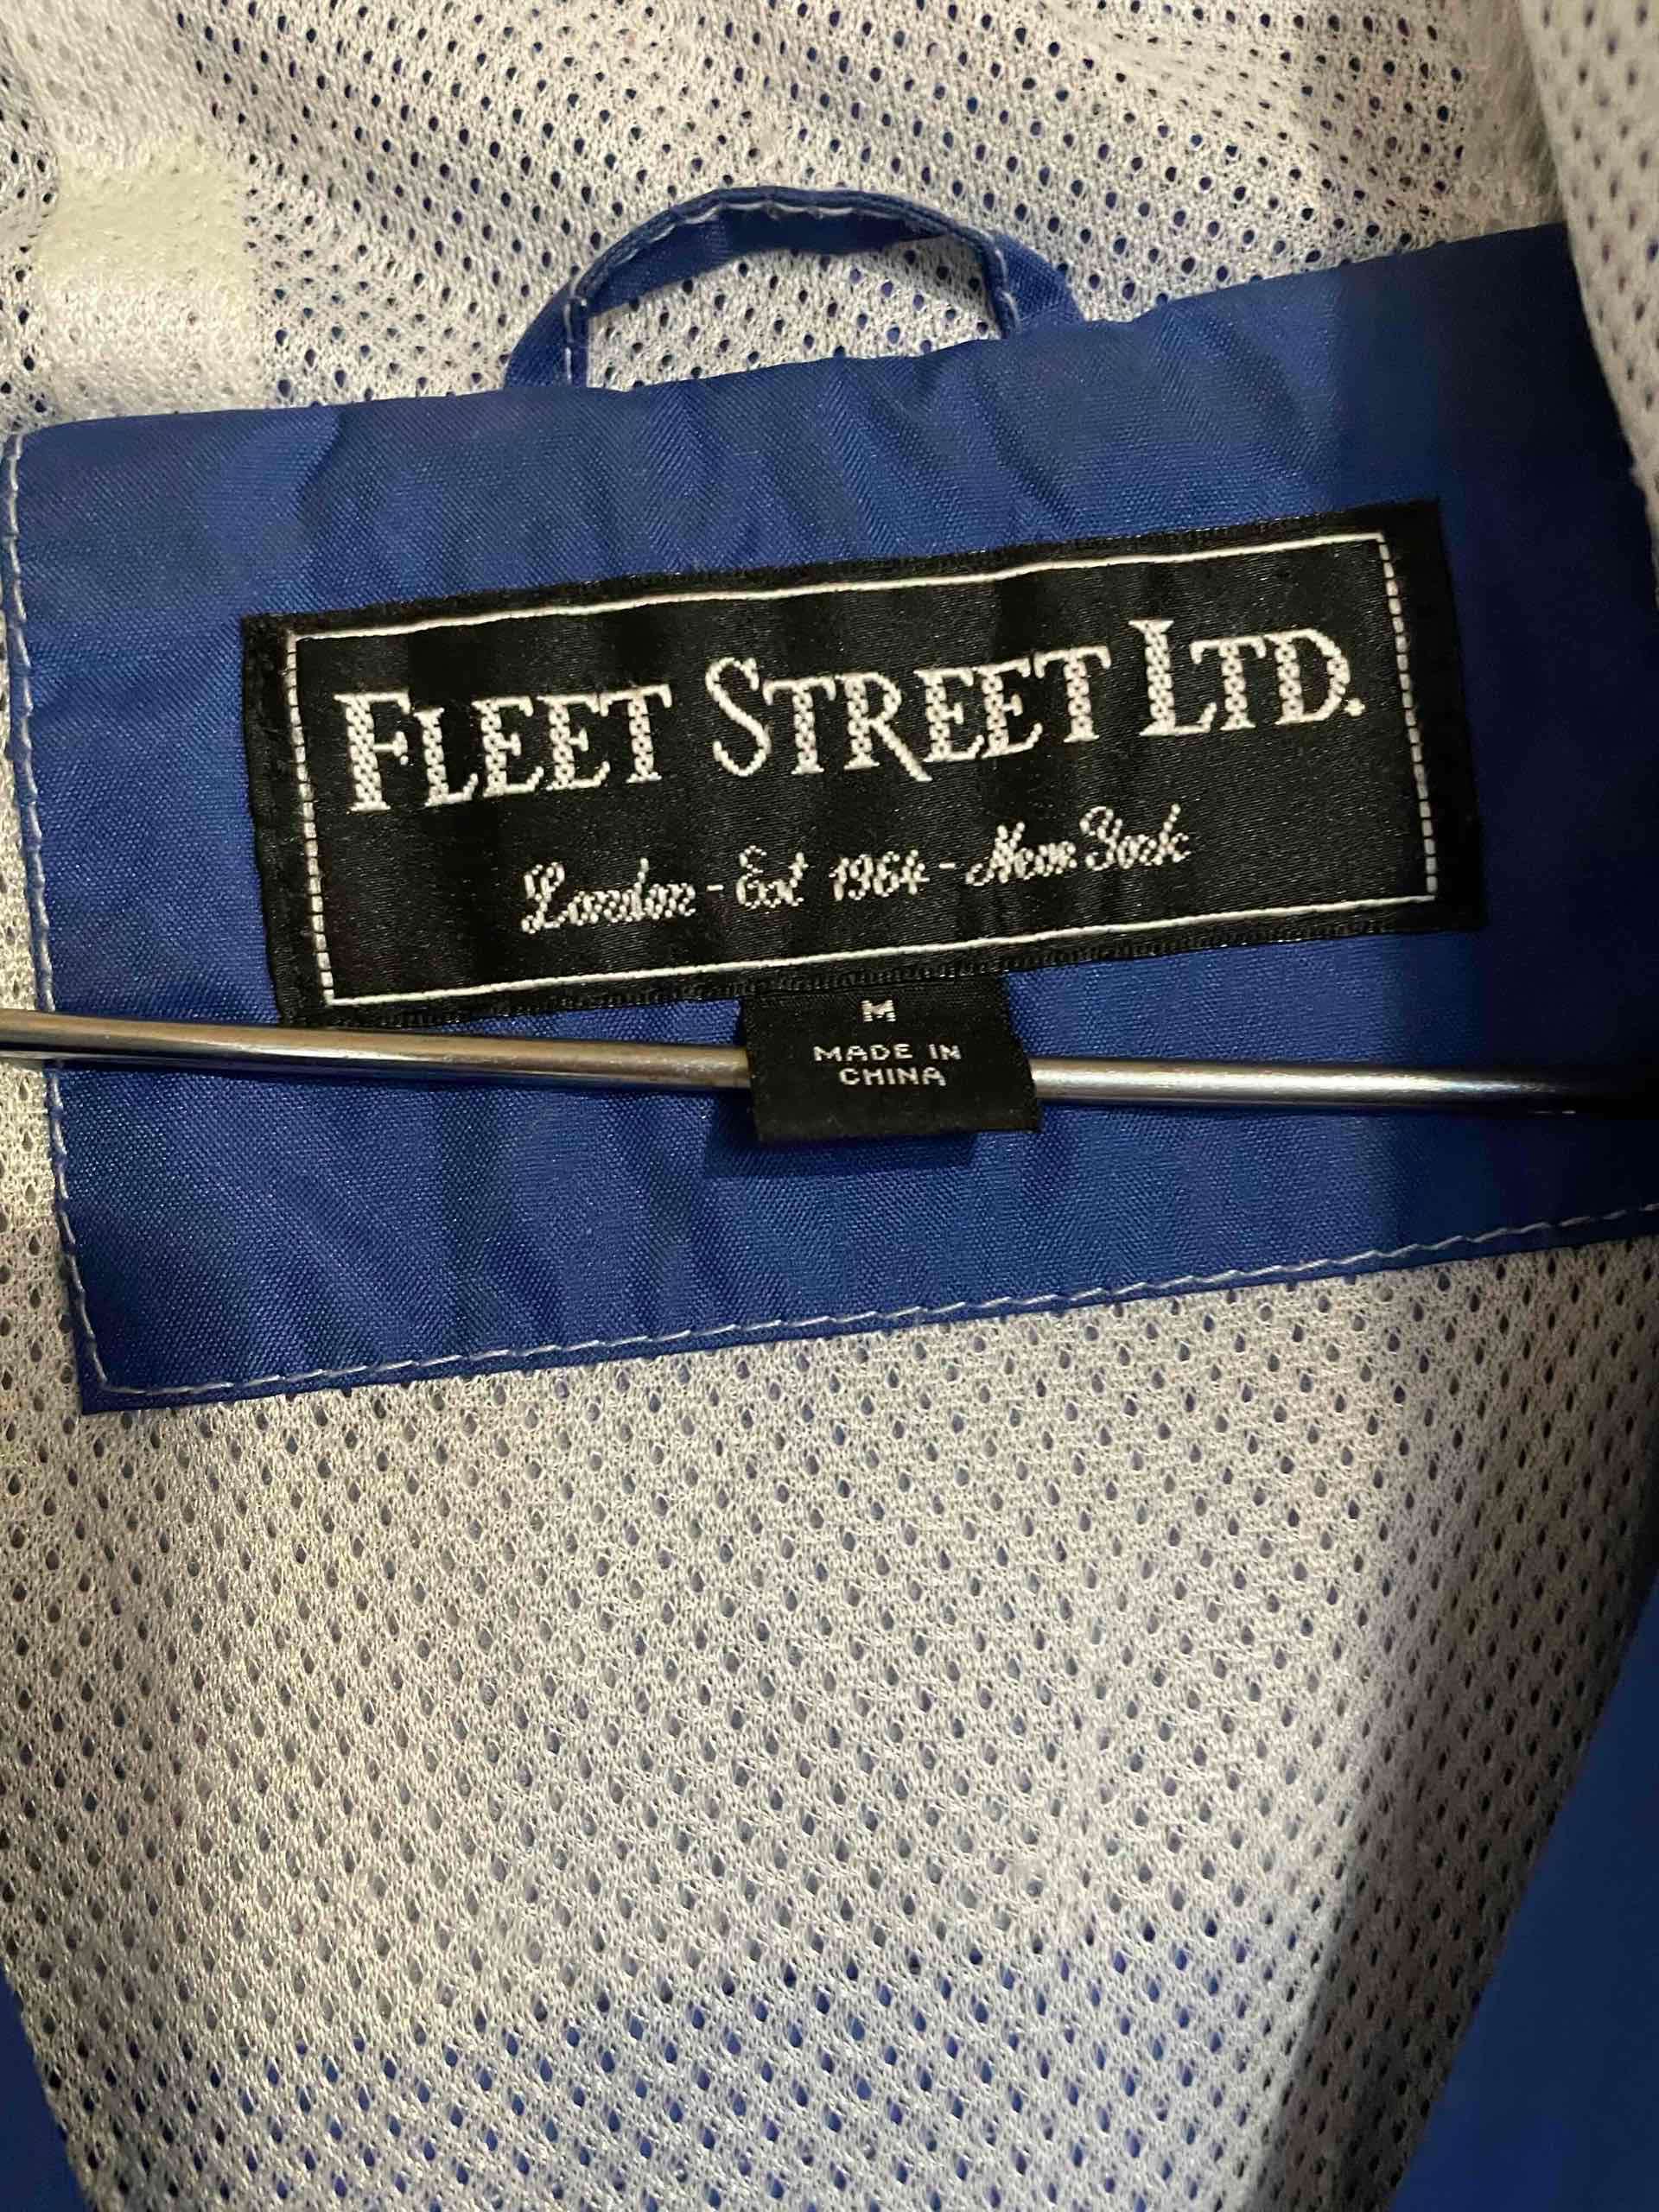 FLEET STREET LTD.
London - Est 1964 - New York
M
MADE IN
CHINA